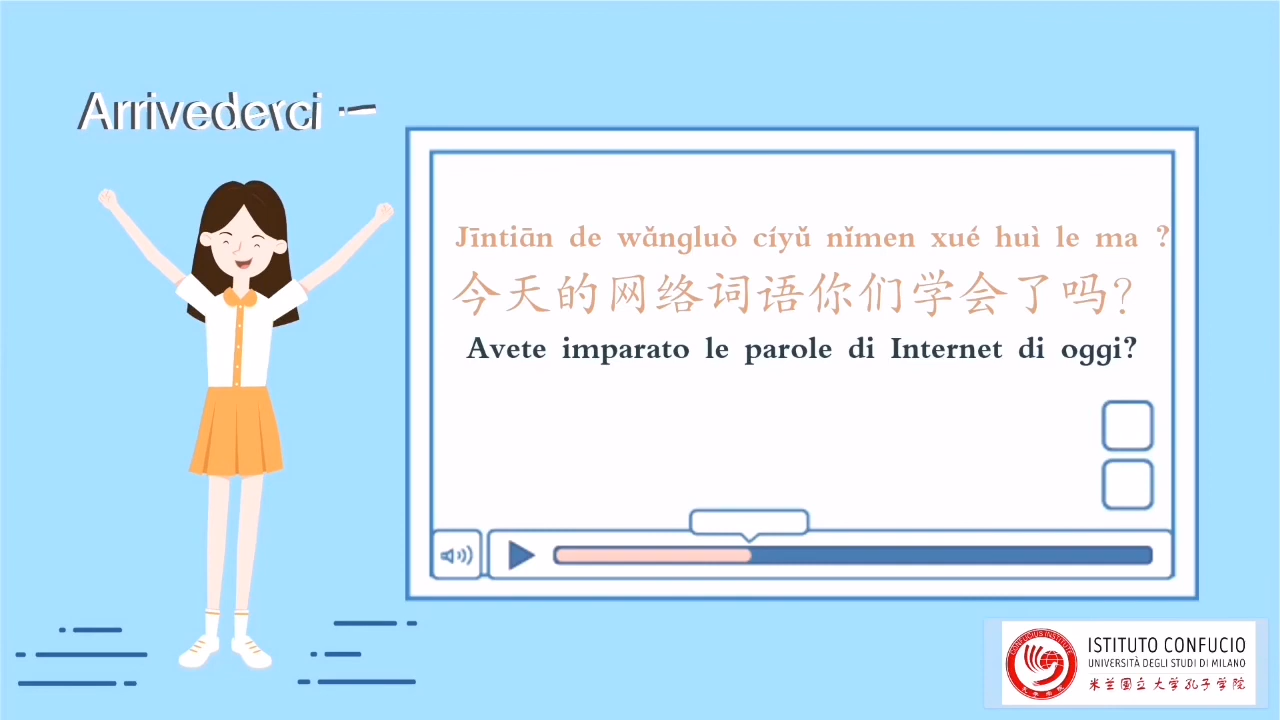 Arrivederci
Jīntiān de wǎngluò cíyǔ nǐmen xué huì le ma ?
今天的网络词语你们学会了吗?
Avete imparato le parole di Internet di oggi?
CONFUCIUS INSTITUTE
ISTITUTO CONFUCIO
UNIVERSITÀ DEGLI STUDI DI MILANO
米兰国立大学孔子学院